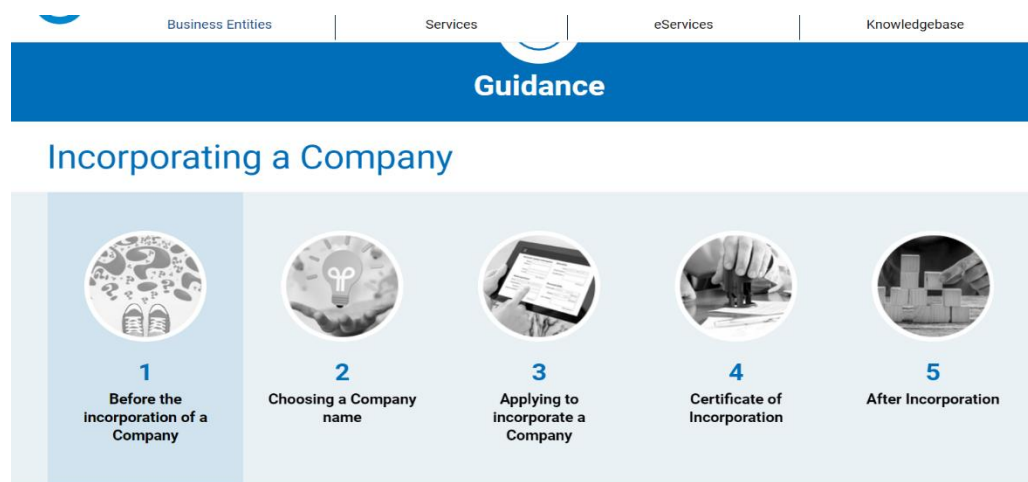 Business Entities
Services
eServices
Knowledgebase
Guidance
Incorporating a Company
1
Before the
incorporation of a
Company
2
Choosing a Company
name
3
Applying to
incorporate a
Company
4
Certificate of
Incorporation
5
After Incorporation